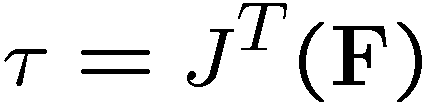 τ = J^T(F)